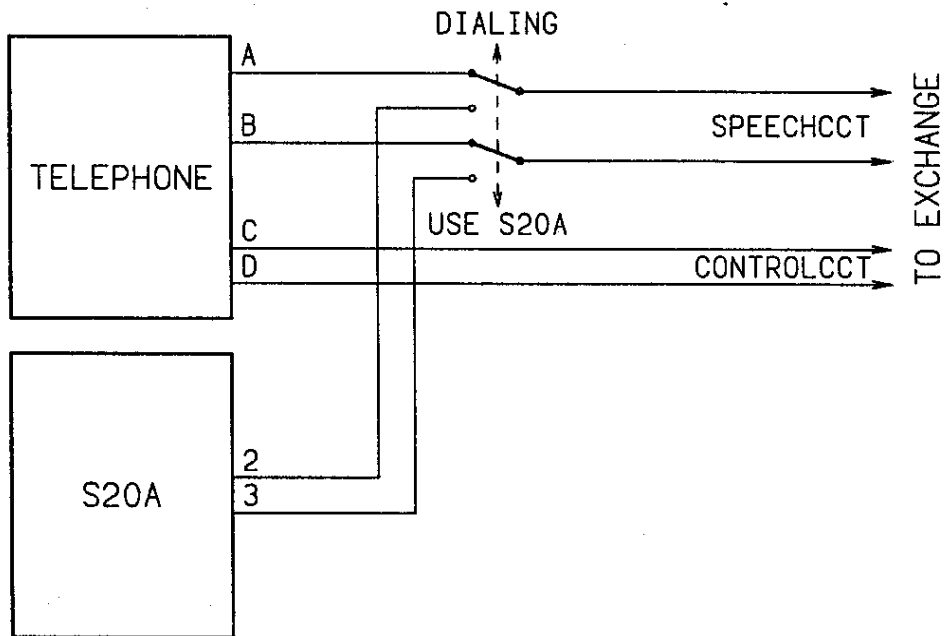 DIALING
A
B
TELEPHONE
SPEECHCCT
USE S20A
C
D
CONTROLCCT
TO EXCHANGE
2
3
S20A